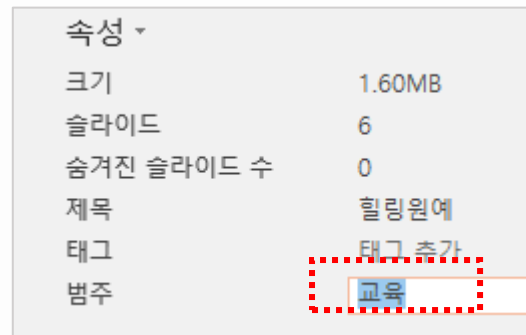 속성
크기 1.60MB
슬라이드 6
숨겨진 슬라이드 수 0
제목 힐링원예
태그 태그 추가
범주 교육